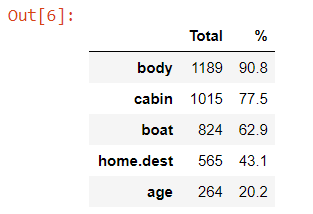 Out[6]:
Total %
body 1189 90.8
cabin 1015 77.5
boat 824 62.9
home.dest 565 43.1
age 264 20.2